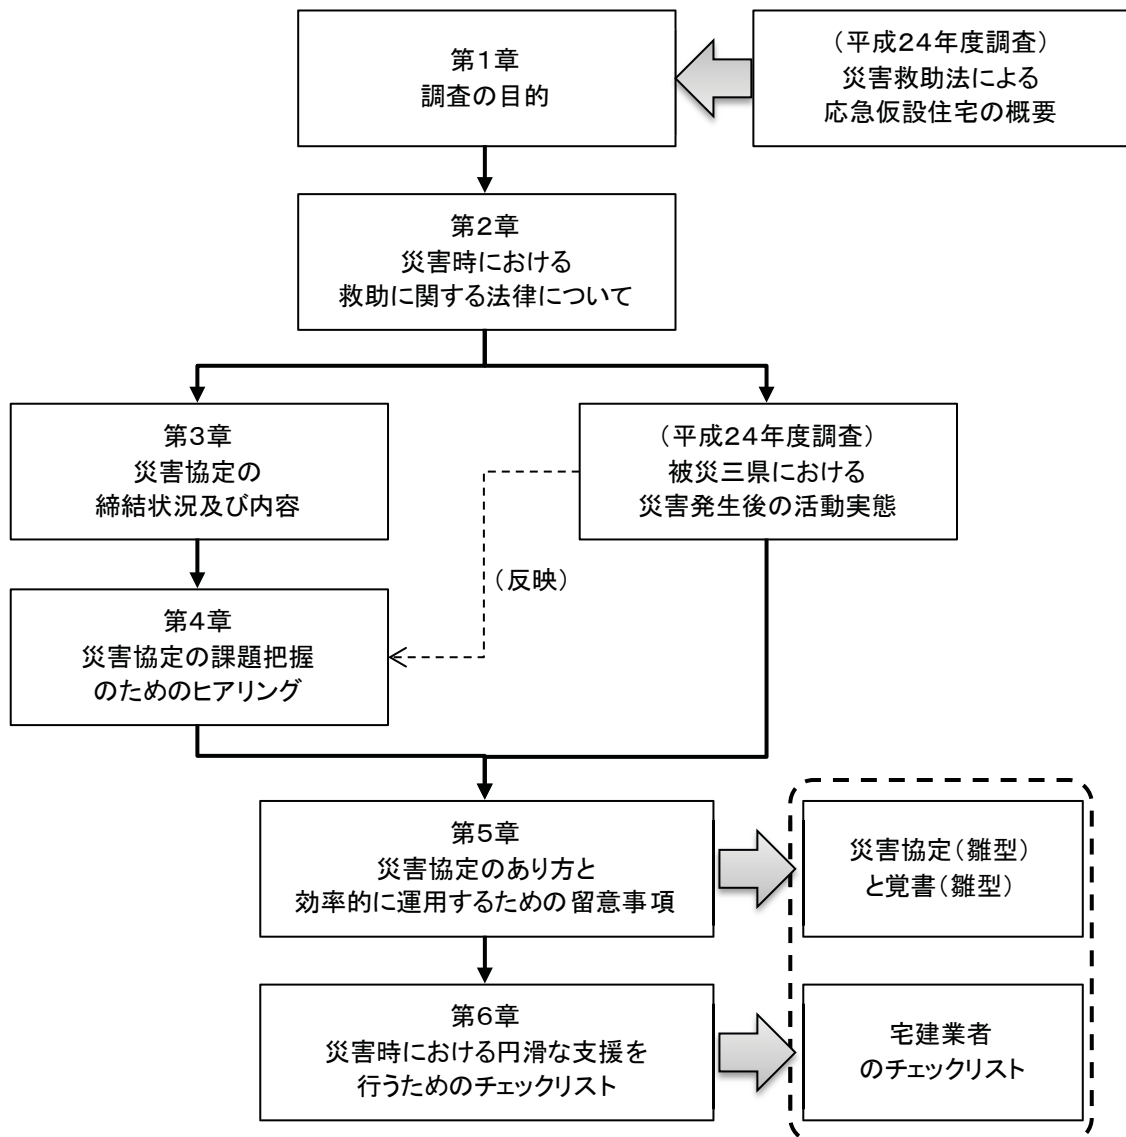 第1章
調査の目的
（平成24年度調査）
災害救助法による
応急仮設住宅の概要
第2章
災害時における
救助に関する法律について
第3章
災害協定の
締結状況及び内容
（平成24年度調査）
被災三県における
災害発生後の活動実態
（反映）
第4章
災害協定の課題把握
のためのヒアリング
第5章
災害協定のあり方と
効率的に運用するための留意事項
災害協定（雛型）
と覚書（雛型）
第6章
災害時における円滑な支援を
行うためのチェックリスト
宅建業者
のチェックリスト